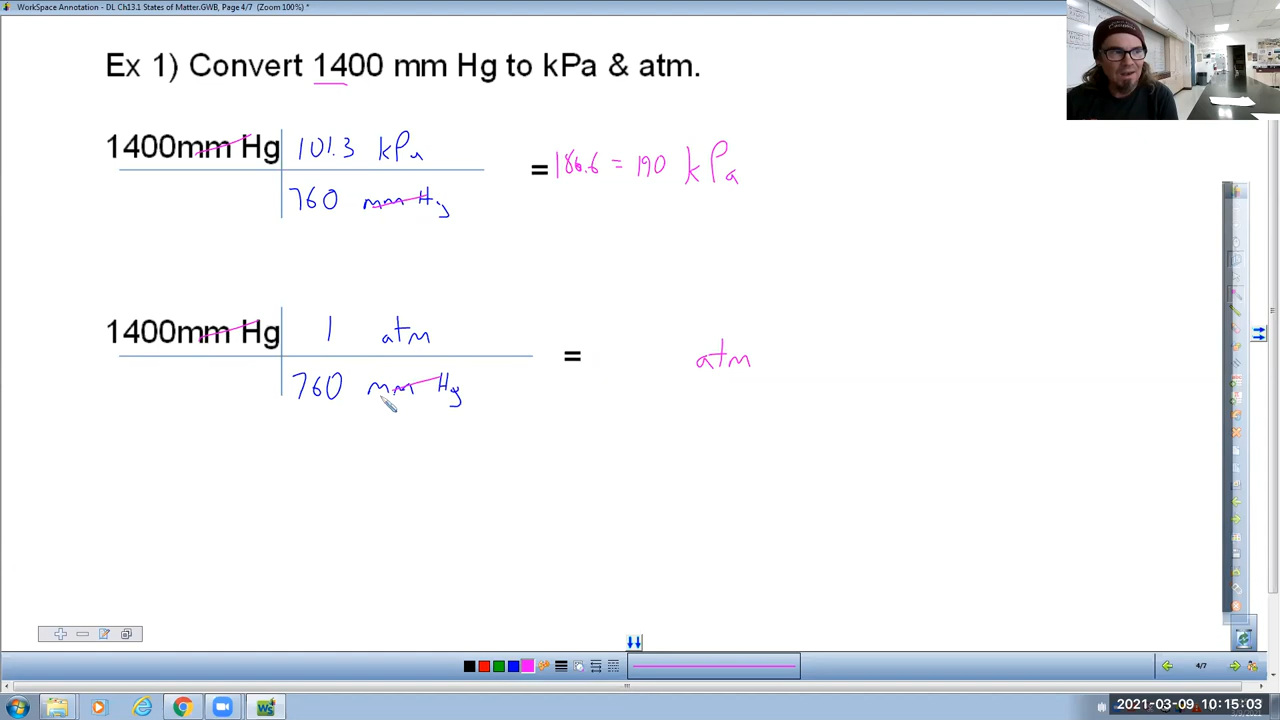 WorkSpace Annotation - DL Ch13.1 States of Matter.GWB, Page 4/7 (Zoom 100%) *
Ex 1) Convert 1400 mm Hg to kPa & atm.
1400mm Hg 101.3 kPa
= 186.6 = 190 kPa
760 mm Hg
1400mm Hg 1 atm
= atm
760 mm Hg
4/7
2021-03-09 10:15:03